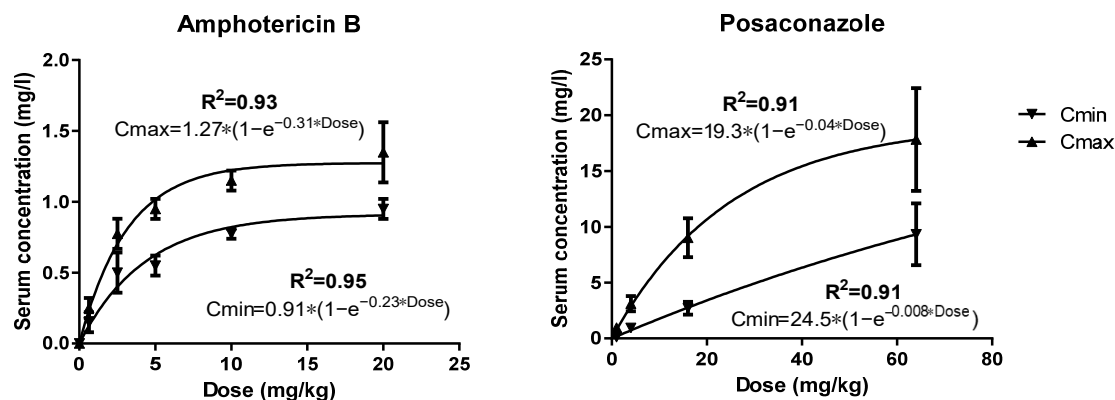 Amphotericin B
Serum concentration (mg/l)
2.0
1.5
1.0
0.5
0.0
R²=0.93
Cmax=1.27*(1−e^−0.31*Dose)
R²=0.95
Cmin=0.91*(1−e^−0.23*Dose)
0 5 10 15 20 25
Dose (mg/kg)
Posaconazole
Serum concentration (mg/l)
25
20
15
10
5
0
R²=0.91
Cmax=19.3*(1−e^−0.04*Dose)
R²=0.91
Cmin=24.5*(1−e^−0.008*Dose)
0 20 40 60 80
Dose (mg/kg)
Cmin
Cmax